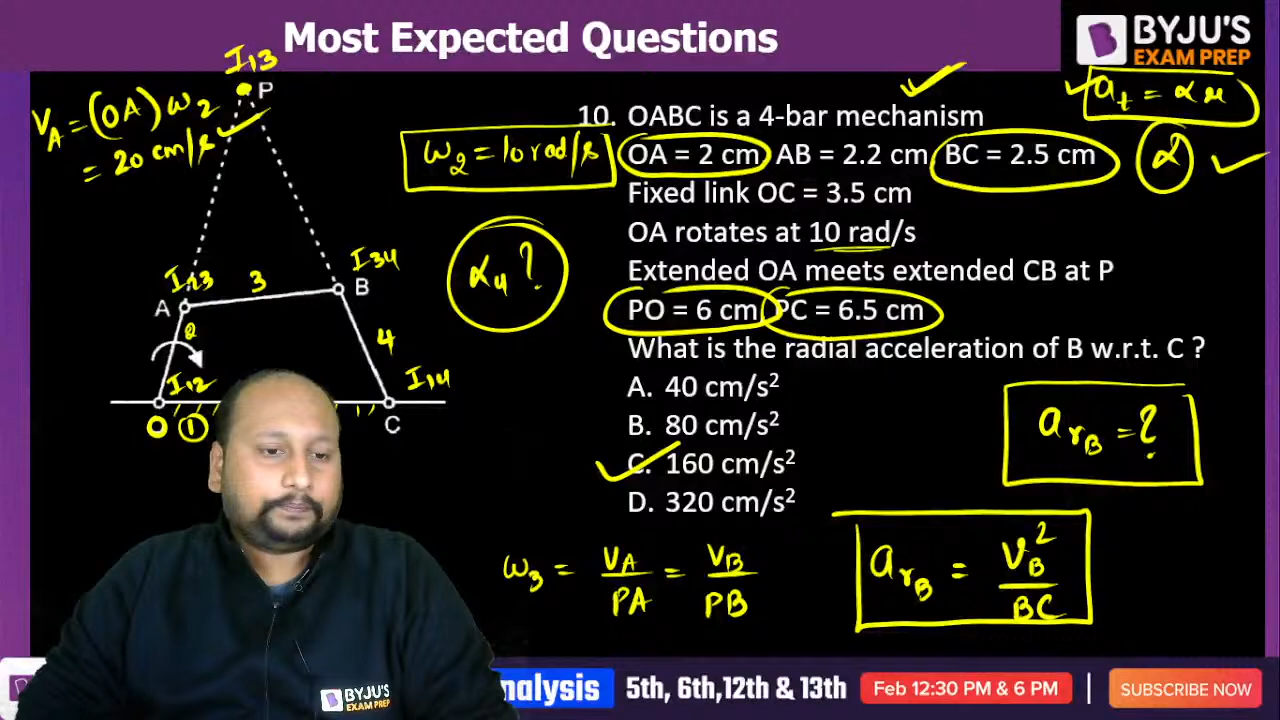 Most Expected Questions
BYJU'S
EXAM PREP
I13
P
VA = (OA) ω2
= 20 cm/s
ω2 = 10 rad/s
at = α r
α
10. OABC is a 4-bar mechanism
OA = 2 cm AB = 2.2 cm BC = 2.5 cm
Fixed link OC = 3.5 cm
OA rotates at 10 rad/s
Extended OA meets extended CB at P
PO = 6 cm PC = 6.5 cm
What is the radial acceleration of B w.r.t. C ?
A. 40 cm/s²
B. 80 cm/s²
C. 160 cm/s²
D. 320 cm/s²
α4 ?
I23
3
I34
A
B
2
4
I12
I14
O
1
C
arB = ?
ω3 = VA/PA = VB/PB
arB = VB²/BC
BYJU'S
EXAM PREP
nalysis
5th, 6th,12th & 13th
Feb 12:30 PM & 6 PM
SUBSCRIBE NOW